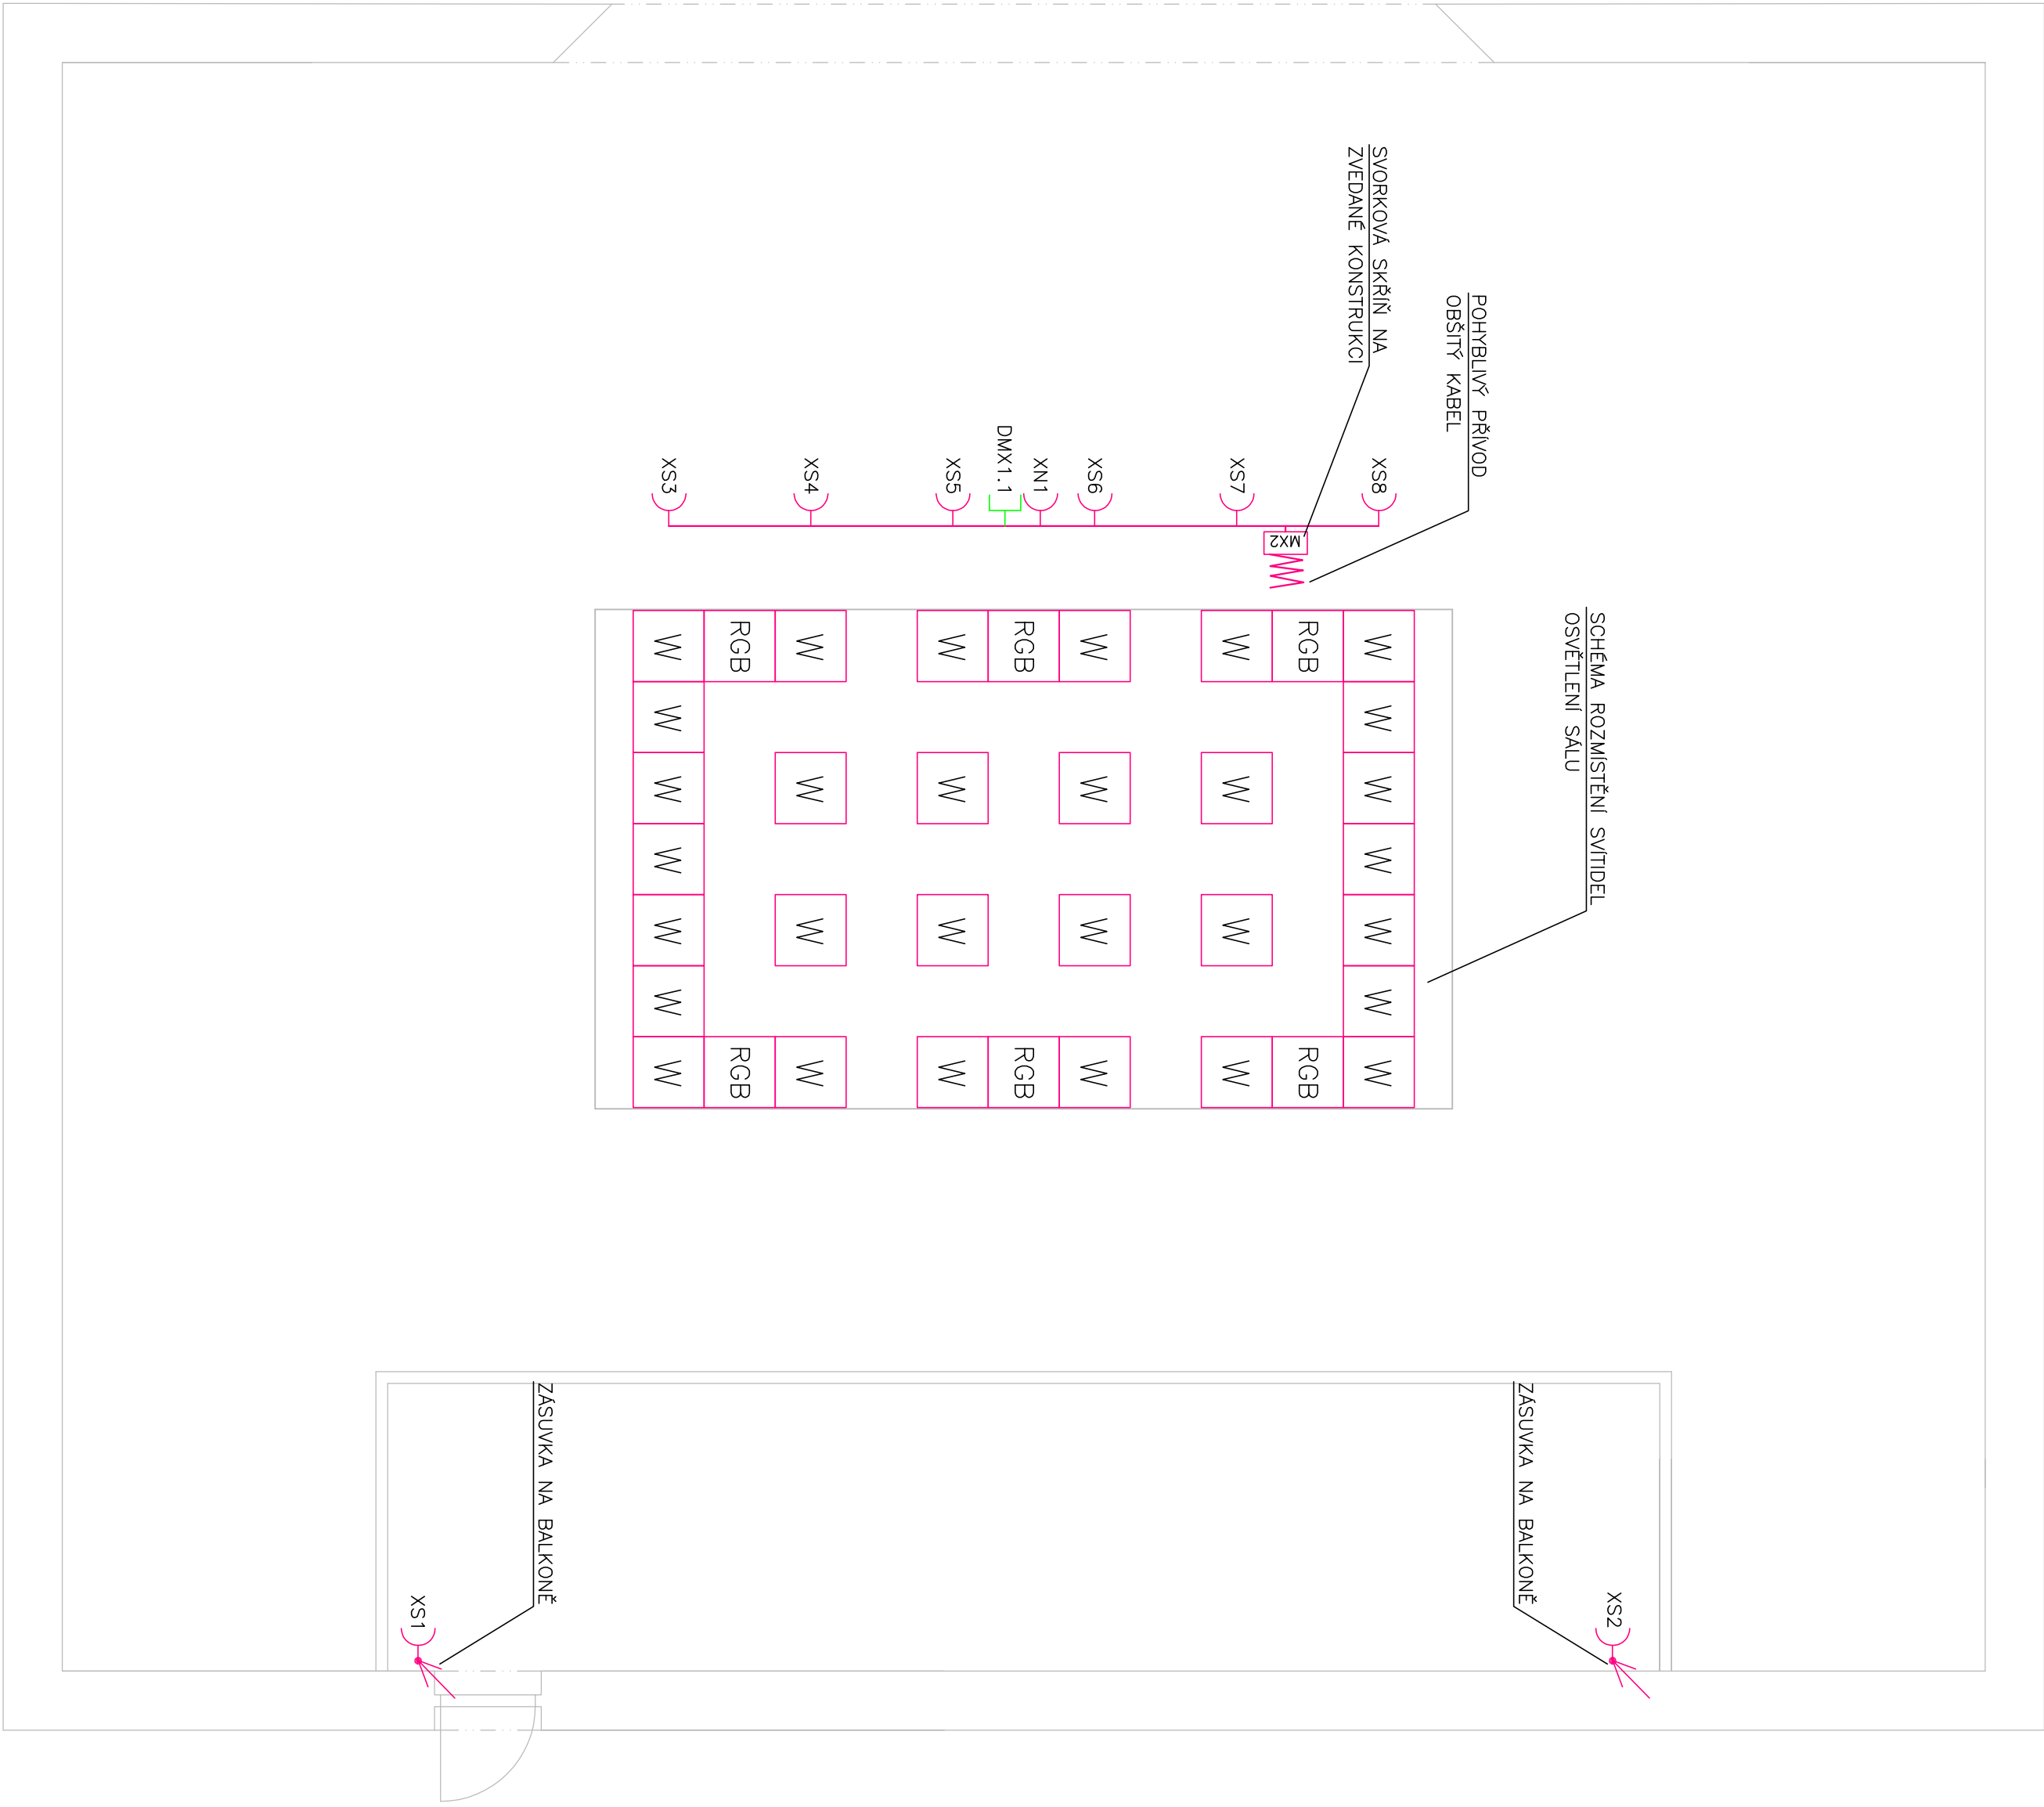 SVORKOVÁ SKŘÍŇ NA
ZVEDANÉ KONSTRUKCI
POHYBLIVÝ PŘÍVOD
OBŠITÝ KABEL
XS3
XS4
XS5
DMX1.1
XN1
XS6
XS7
XS8
MX2
SCHÉMA ROZMÍSTĚNÍ SVÍTIDEL
OSVĚTLENÍ SÁLU
W RGB W W RGB W W RGB W
W W
W W W W W W
W W
W W W W W W
W W
W RGB W W RGB W W RGB W
ZÁSUVKA NA BALKONĚ
ZÁSUVKA NA BALKONĚ
XS1
XS2